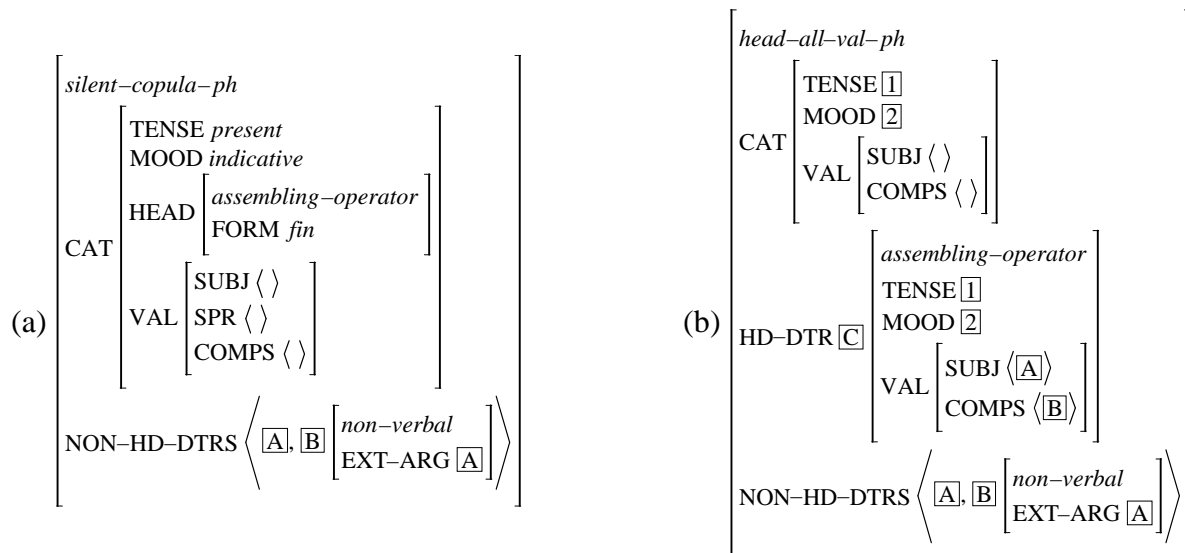 (a)
silent–copula–ph
CAT
TENSE present
MOOD indicative
HEAD
assembling–operator
FORM fin
VAL
SUBJ ⟨ ⟩
SPR ⟨ ⟩
COMPS ⟨ ⟩
NON–HD–DTRS ⟨ A, B
non–verbal
EXT–ARG A ⟩
(b)
head–all–val–ph
CAT
TENSE 1
MOOD 2
VAL
SUBJ ⟨ ⟩
COMPS ⟨ ⟩
HD–DTR C
assembling–operator
TENSE 1
MOOD 2
VAL
SUBJ ⟨A⟩
COMPS ⟨B⟩
NON–HD–DTRS ⟨ A, B
non–verbal
EXT–ARG A ⟩